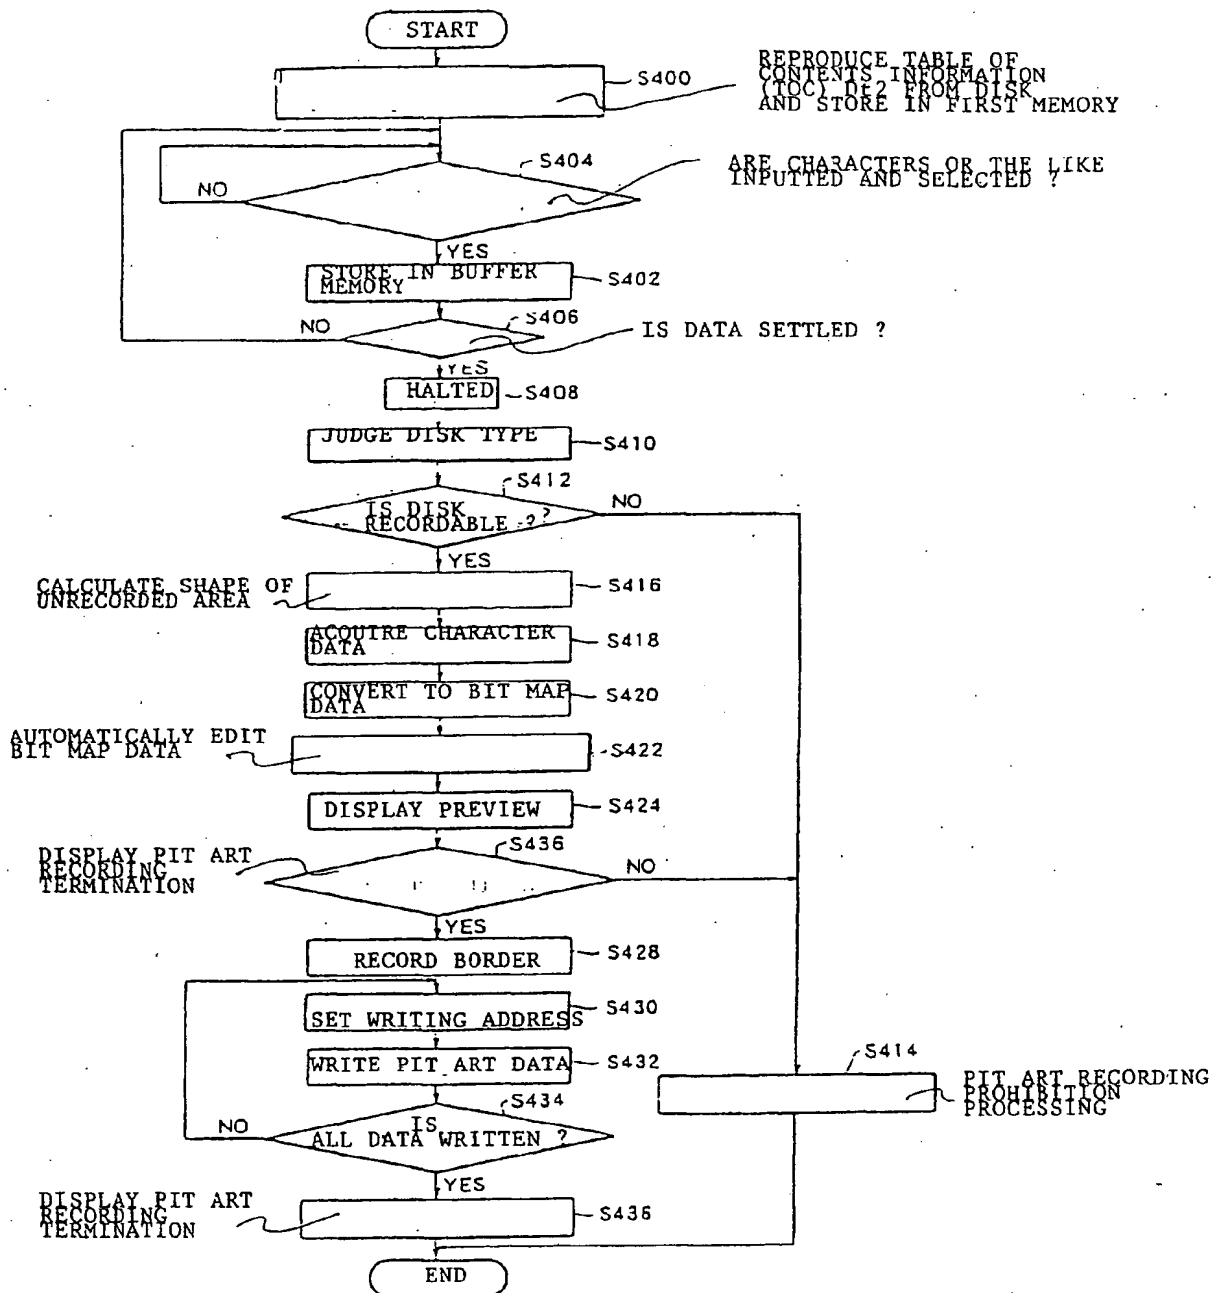 START
S400
REPRODUCE TABLE OF
CONTENTS INFORMATION
(TOC) Dt2 FROM DISK
AND STORE IN FIRST MEMORY
S404
ARE CHARACTERS OR THE LIKE
INPUTTED AND SELECTED ?
NO
YES
STORE IN BUFFER
MEMORY
S402
S406
NO
IS DATA SETTLED ?
YES
HALTED
S408
JUDGE DISK TYPE
S410
S412
IS DISK ?
RECORDABLE ?
NO
YES
CALCULATE SHAPE OF
UNRECORDED AREA
S416
ACQUIRE CHARACTER
DATA
S418
CONVERT TO BIT MAP
DATA
S420
AUTOMATICALLY EDIT
BIT MAP DATA
S422
DISPLAY PREVIEW
S424
S436
DISPLAY PIT ART
RECORDING
TERMINATION
NO
YES
RECORD BORDER
S428
SET WRITING ADDRESS
S430
WRITE PIT ART DATA
S432
S434
IS
ALL DATA WRITTEN ?
NO
YES
S414
PIT ART RECORDING
PROHIBITION
PROCESSING
DISPLAY PIT ART
RECORDING
TERMINATION
S436
END